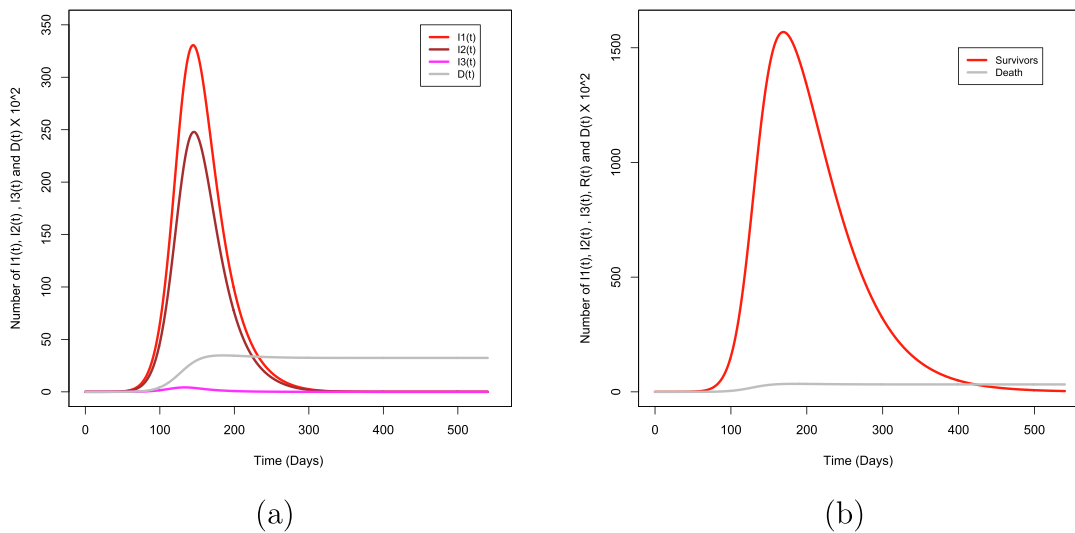 Number of I1(t), I2(t) , I3(t) and D(t) X 10^2
350
300
250
200
150
100
50
0
I1(t)
I2(t)
I3(t)
D(t)
0 100 200 300 400 500
Time (Days)
(a)
Number of I1(t), I2(t) , I3(t), R(t) and D(t) X 10^2
1500
1000
500
0
Survivors
Death
0 100 200 300 400 500
Time (Days)
(b)